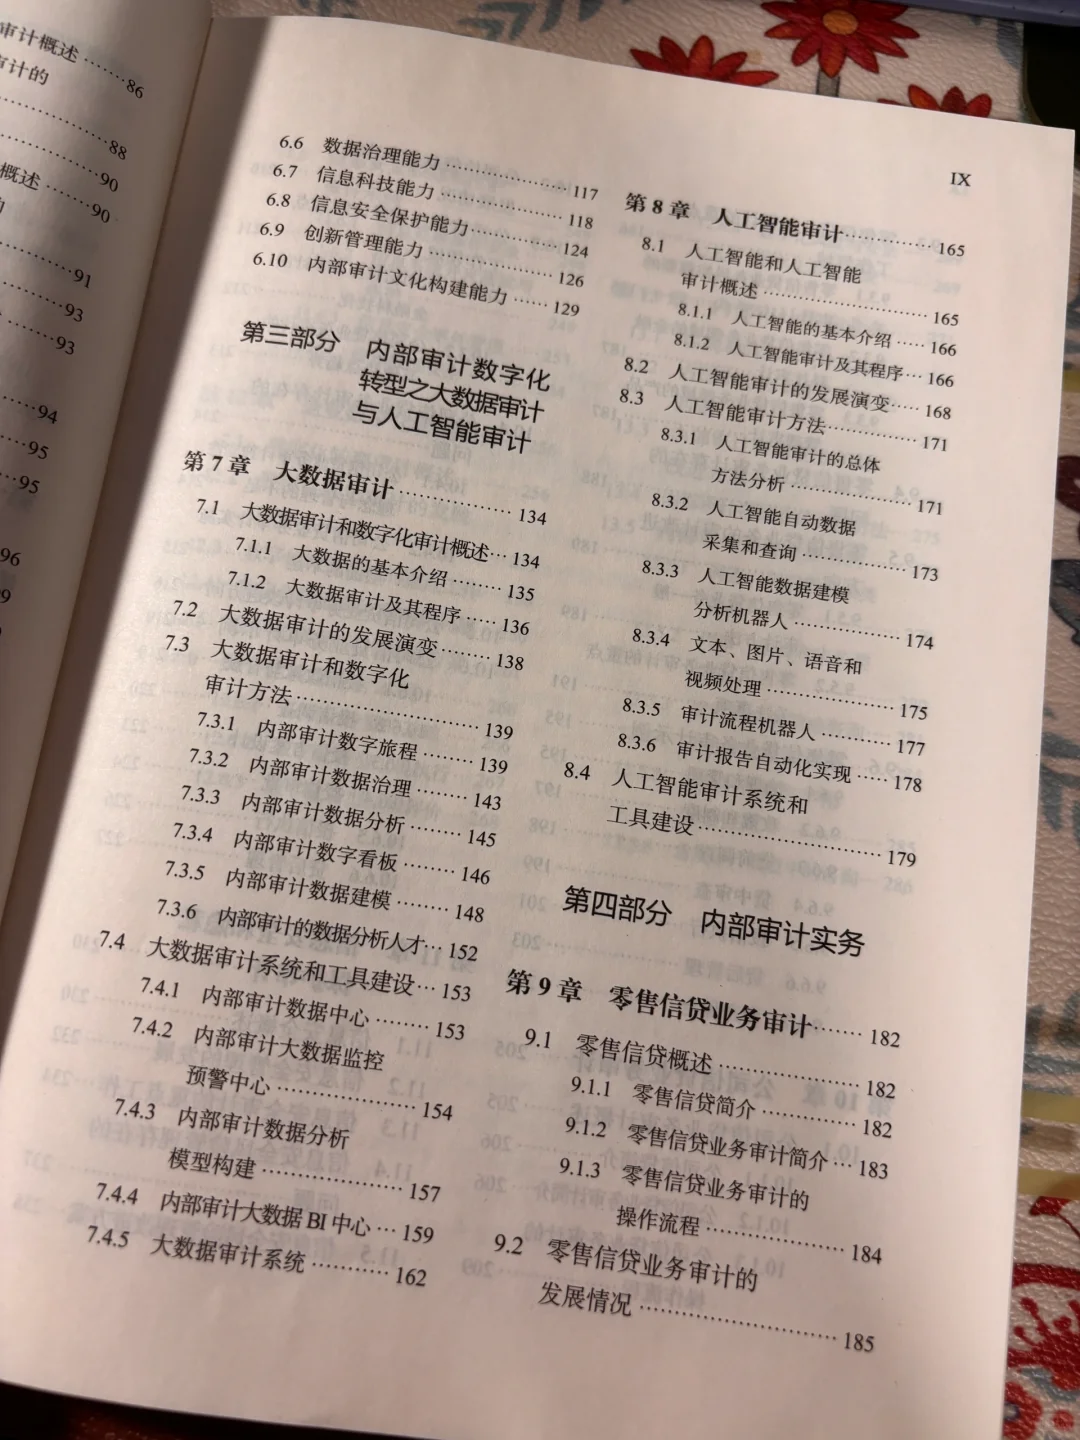 审计概述……86
审计的
……88
……90
概述……90
……91
……93
……93
……94
……95
……95
96
IX
6.6 数据治理能力……117
6.7 信息科技能力……118
6.8 信息安全保护能力……124
6.9 创新管理能力……126
6.10 内部审计文化构建能力……129
第三部分 内部审计数字化
转型之大数据审计
与人工智能审计
第7章 大数据审计……134
7.1 大数据审计和数字化审计概述…134
7.1.1 大数据的基本介绍……135
7.1.2 大数据审计及其程序……136
7.2 大数据审计的发展演变……138
7.3 大数据审计和数字化
审计方法……139
7.3.1 内部审计数字旅程……139
7.3.2 内部审计数据治理……143
7.3.3 内部审计数据分析……145
7.3.4 内部审计数字看板……146
7.3.5 内部审计数据建模……148
7.3.6 内部审计的数据分析人才…152
7.4 大数据审计系统和工具建设…153
7.4.1 内部审计数据中心……153
7.4.2 内部审计大数据监控
预警中心……154
7.4.3 内部审计数据分析
模型构建……157
7.4.4 内部审计大数据BI中心…159
7.4.5 大数据审计系统……162
第8章 人工智能审计……165
8.1 人工智能和人工智能
审计概述……165
8.1.1 人工智能的基本介绍……166
8.1.2 人工智能审计及其程序…166
8.2 人工智能审计的发展演变……168
8.3 人工智能审计方法……171
8.3.1 人工智能审计的总体
方法分析……171
8.3.2 人工智能自动数据
采集和查询……173
8.3.3 人工智能数据建模
分析机器人……174
8.3.4 文本、图片、语音和
视频处理……175
8.3.5 审计流程机器人……177
8.3.6 审计报告自动化实现……178
8.4 人工智能审计系统和
工具建设……179
第四部分 内部审计实务
第9章 零售信贷业务审计……182
9.1 零售信贷概述……182
9.1.1 零售信贷简介……182
9.1.2 零售信贷业务审计简介…183
9.1.3 零售信贷业务审计的
操作流程……184
9.2 零售信贷业务审计的
发展情况……185